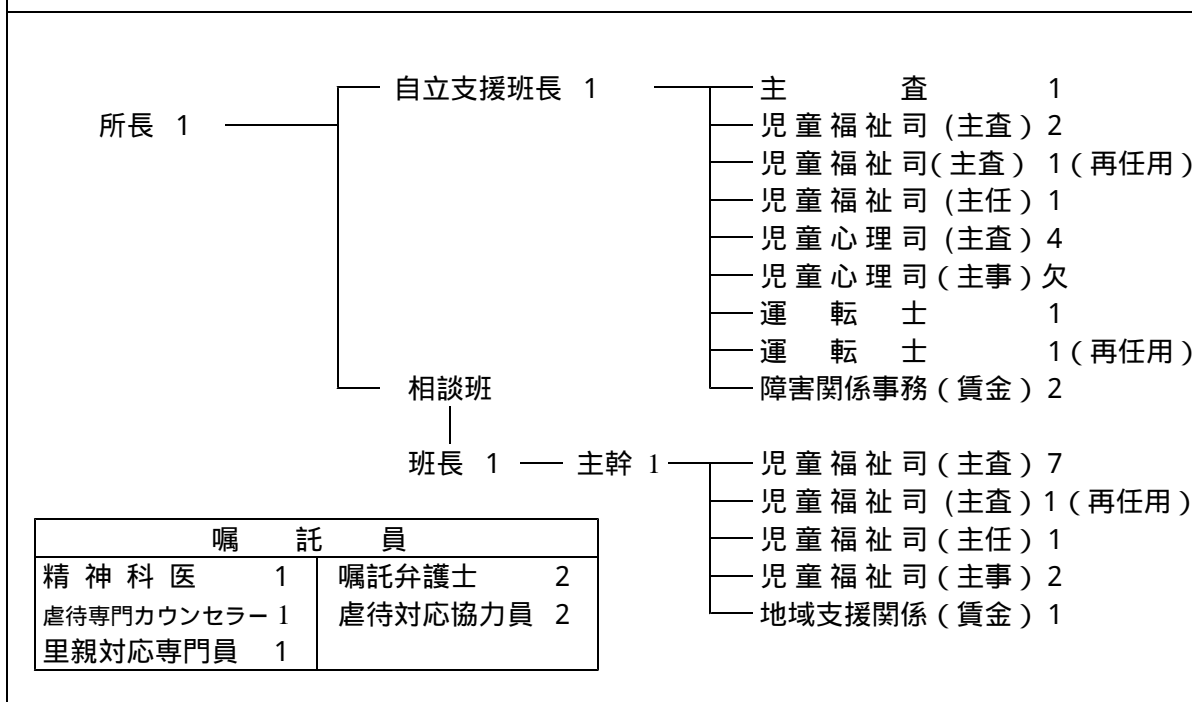 自立支援班長 1
所長 1
主査 1
児童福祉司(主査)2
児童福祉司(主査) 1(再任用)
児童福祉司(主任)1
児童心理司(主査)4
児童心理司(主事)欠
運転士 1
運転士 1(再任用)
障害関係事務(賃金)2
相談班
班長 1 主幹 1
児童福祉司(主査)7
児童福祉司(主査)1(再任用)
児童福祉司(主任)1
児童福祉司(主事)2
地域支援関係(賃金)1
嘱託員
精神科医 1 嘱託弁護士 2
虐待専門カウンセラー 1 虐待対応協力員 2
里親対応専門員 1